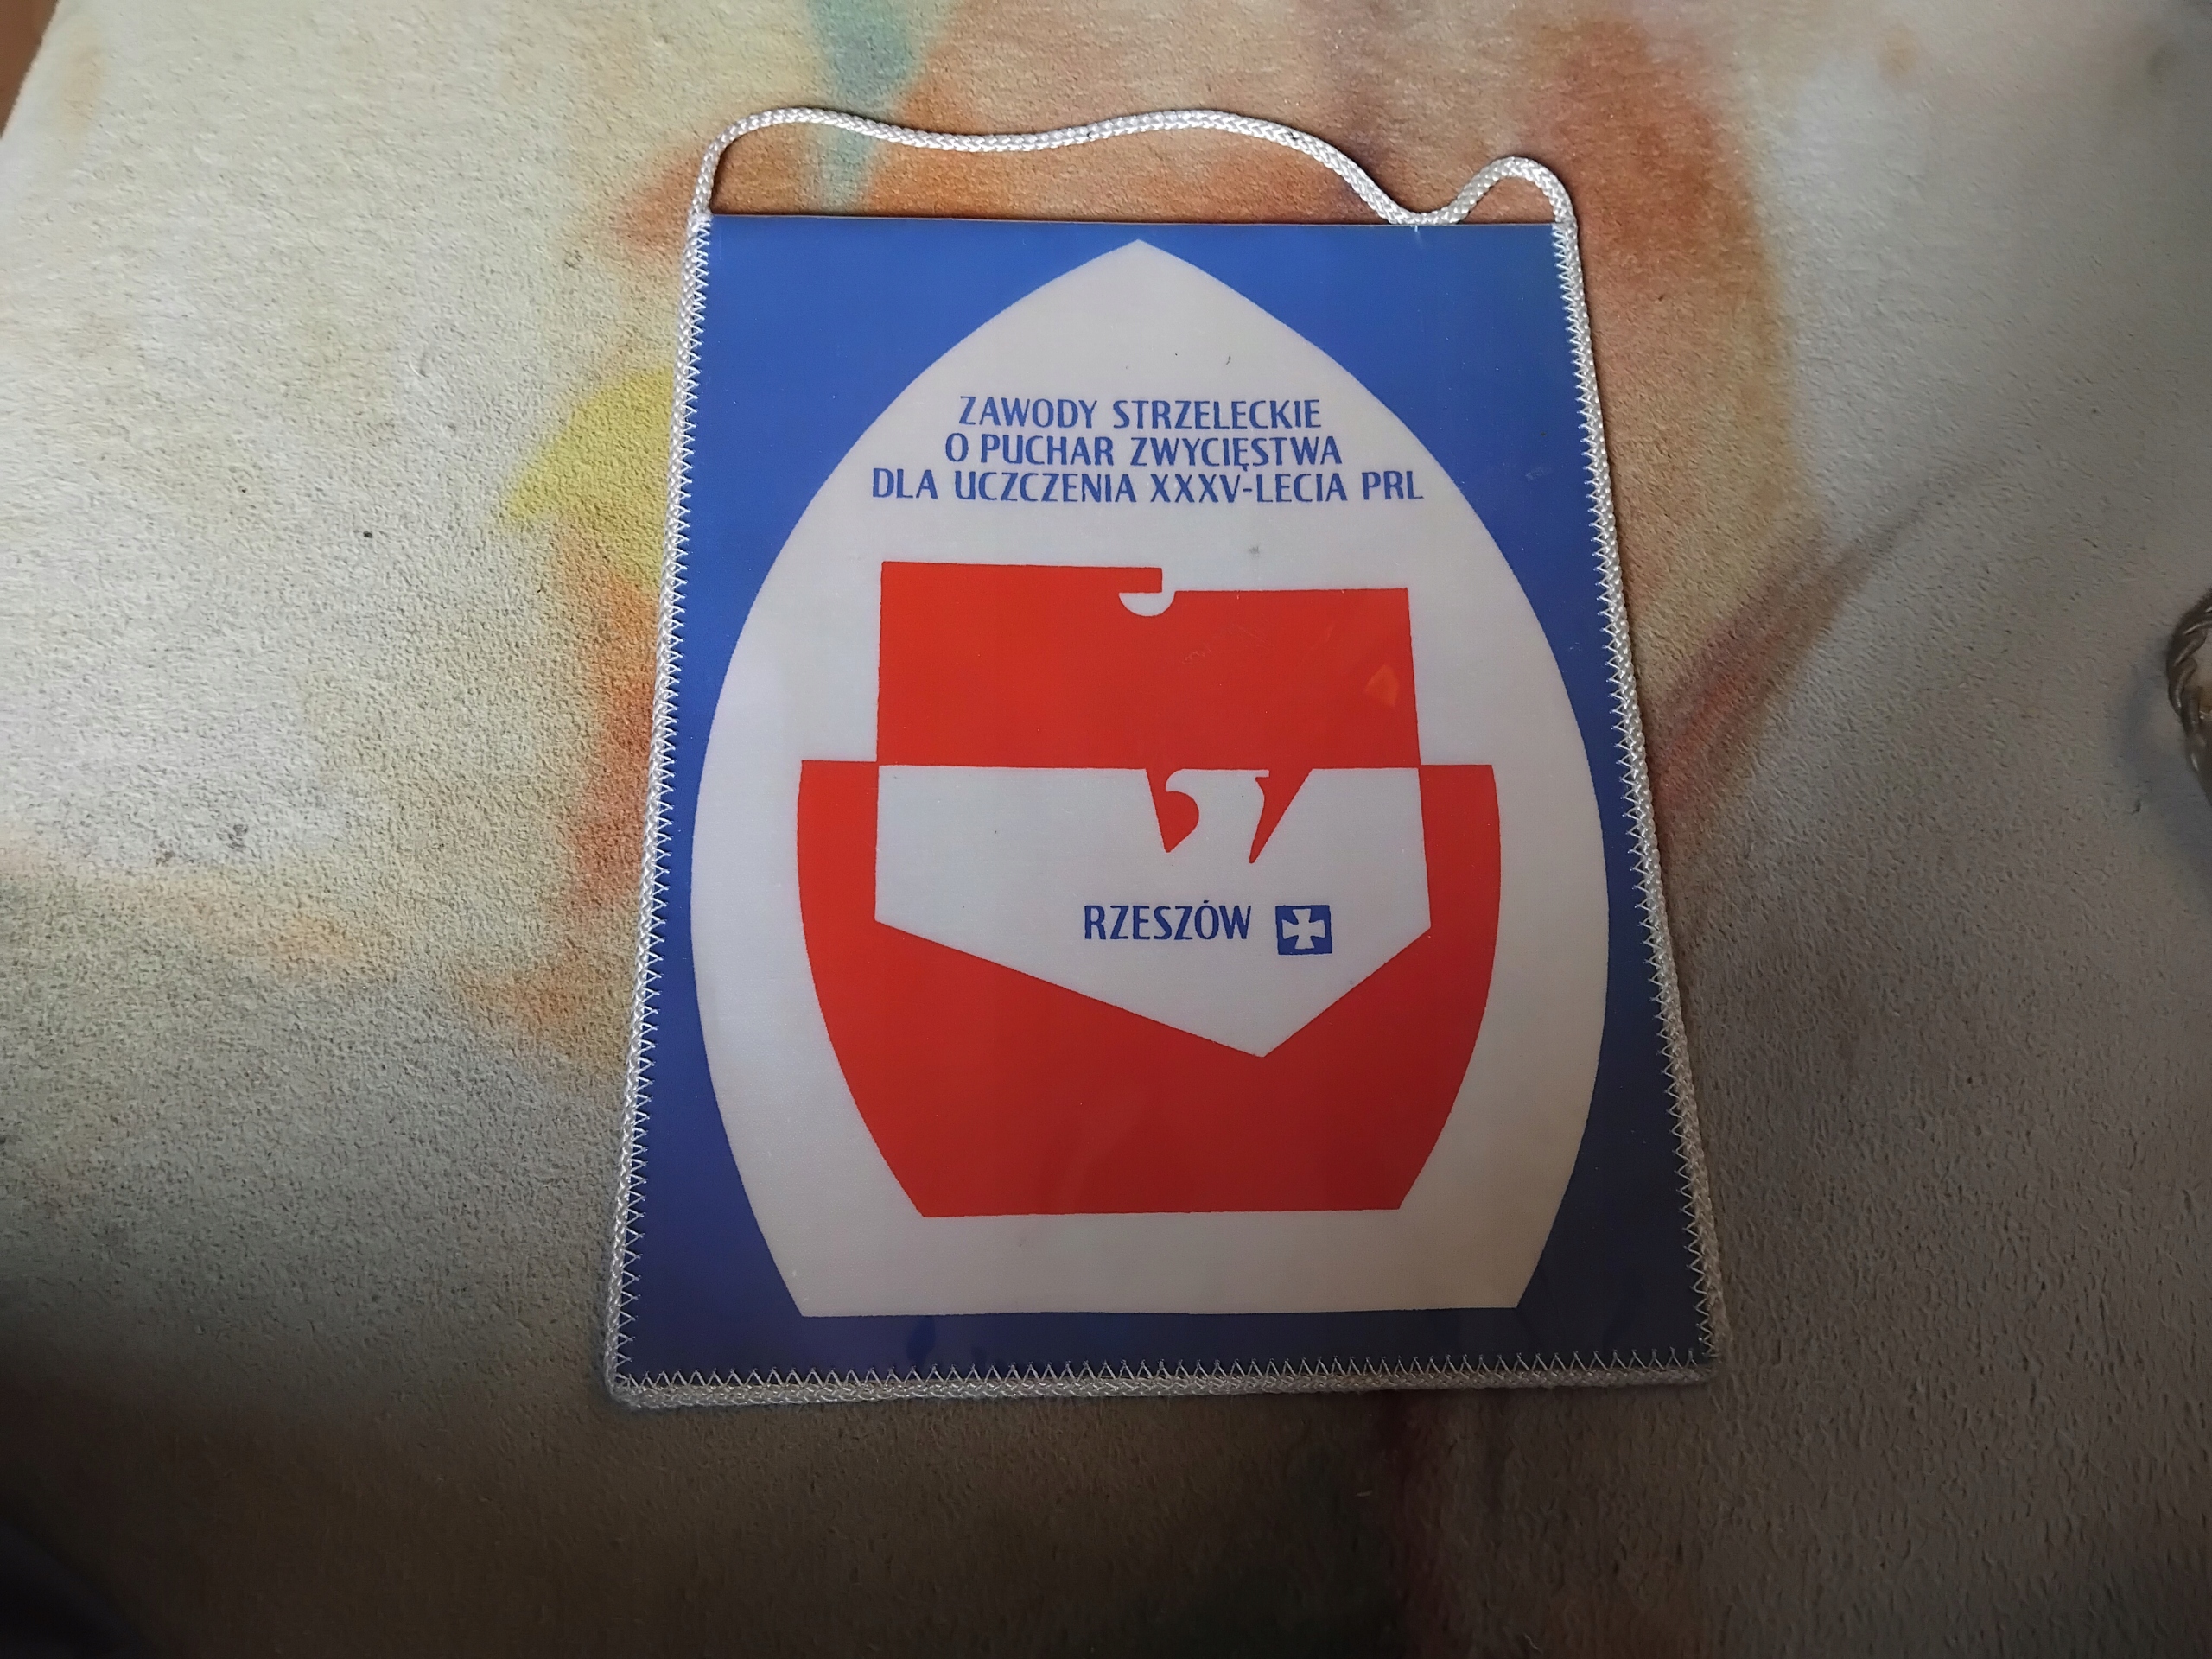 ZAWODY STRZELECKIE
O PUCHAR ZWYCIĘSTWA
DLA UCZCZENIA XXXV-LECIA PRL
RZESZÓW